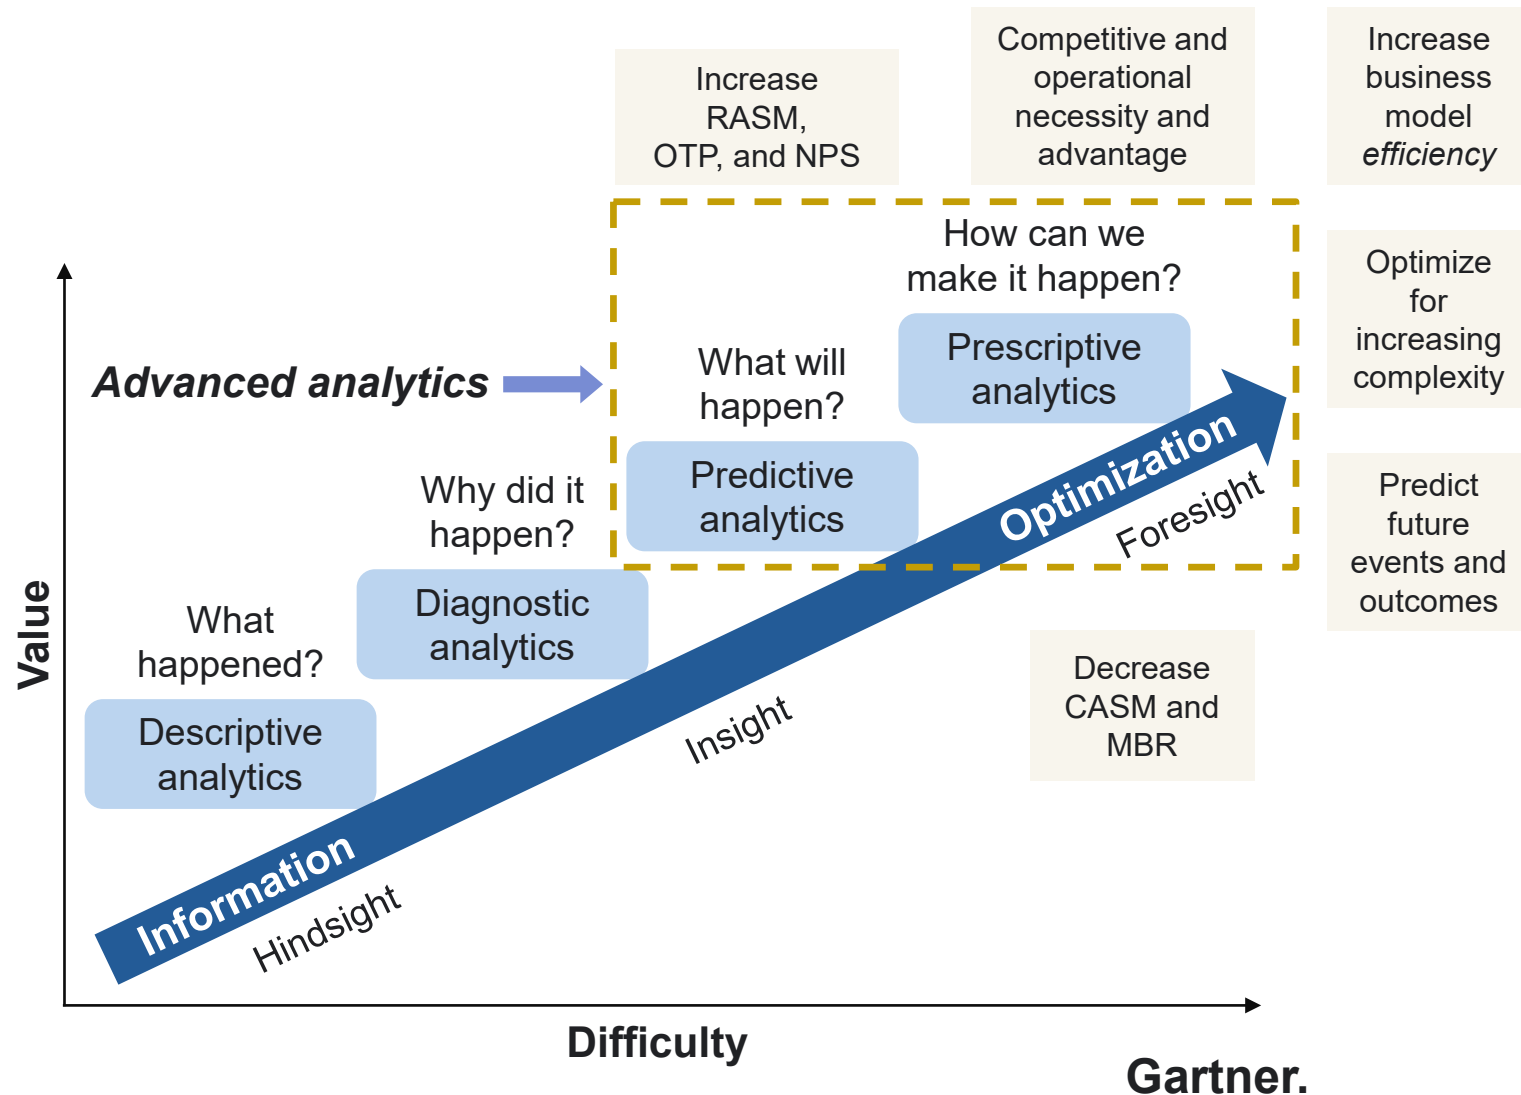 Increase
RASM,
OTP, and NPS
Competitive and
operational
necessity and
advantage
Increase
business
model
efficiency
How can we
make it happen?
Prescriptive
analytics
Optimize
for
increasing
complexity
Advanced analytics
What will
happen?
Predictive
analytics
Optimization
Foresight
Predict
future
events and
outcomes
Why did it
happen?
Diagnostic
analytics
Value
What
happened?
Descriptive
analytics
Insight
Decrease
CASM and
MBR
Information
Hindsight
Difficulty
Gartner.